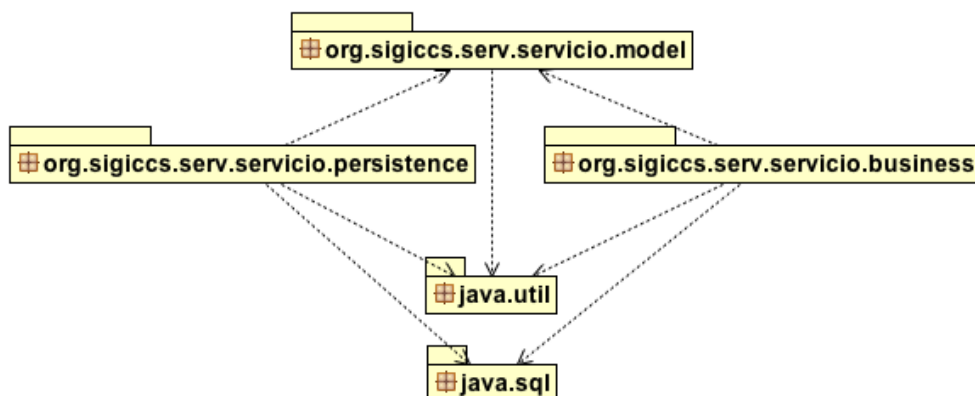 org.sigiccs.serv.servicio.model
org.sigiccs.serv.servicio.persistence
org.sigiccs.serv.servicio.business
java.util
java.sql